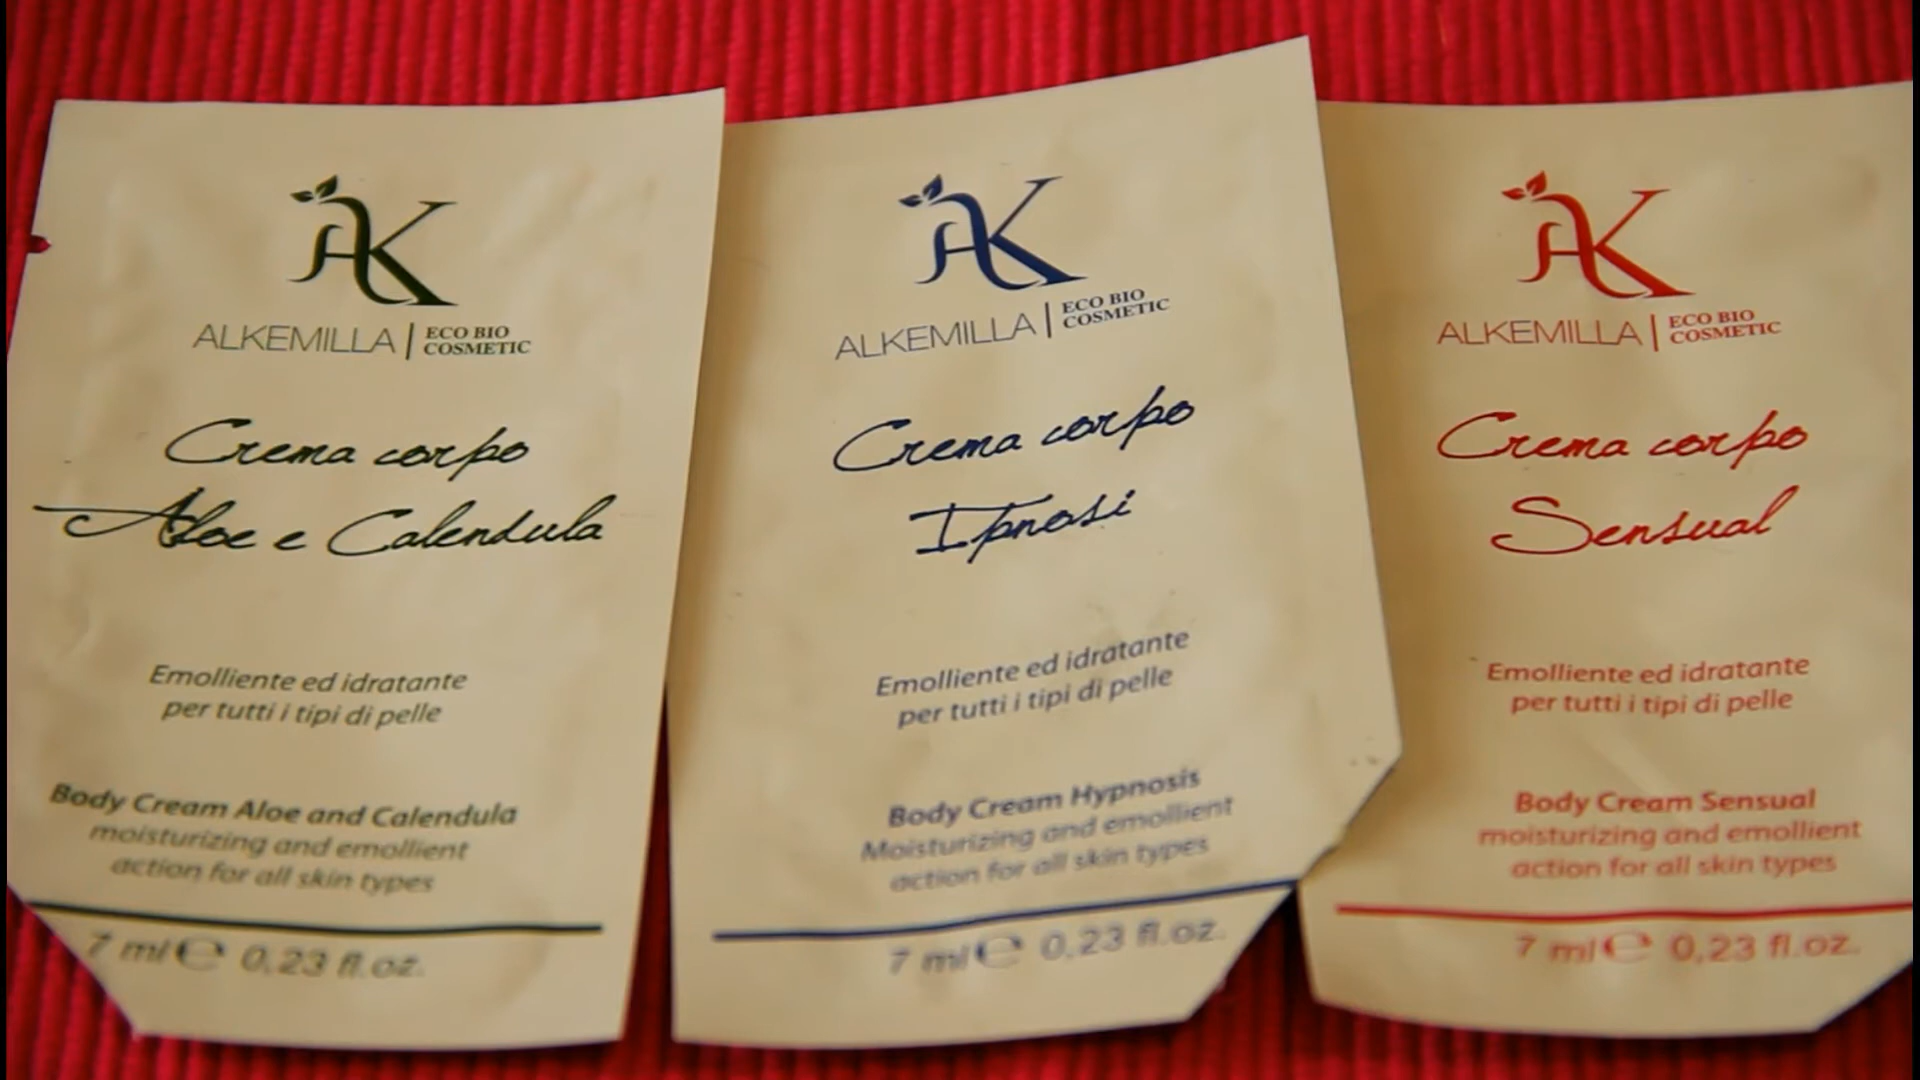 AK
ALKEMILLA | ECO BIO
COSMETIC
Crema corpo
Aloe e Calendula
Emolliente ed idratante
per tutti i tipi di pelle
Body Cream Aloe and Calendula
moisturizing and emollient
action for all skin types
7 ml ℮ 0,23 fl.oz.
AK
ALKEMILLA | ECO BIO
COSMETIC
Crema corpo
Ipnosi
Emolliente ed idratante
per tutti i tipi di pelle
Body Cream Hypnosis
Moisturizing and emollient
action for all skin types
7 ml ℮ 0,23 fl.oz.
AK
ALKEMILLA | ECO BIO
COSMETIC
Crema corpo
Sensual
Emolliente ed idratante
per tutti i tipi di pelle
Body Cream Sensual
moisturizing and emollient
action for all skin types
7 ml ℮ 0,23 fl.oz.